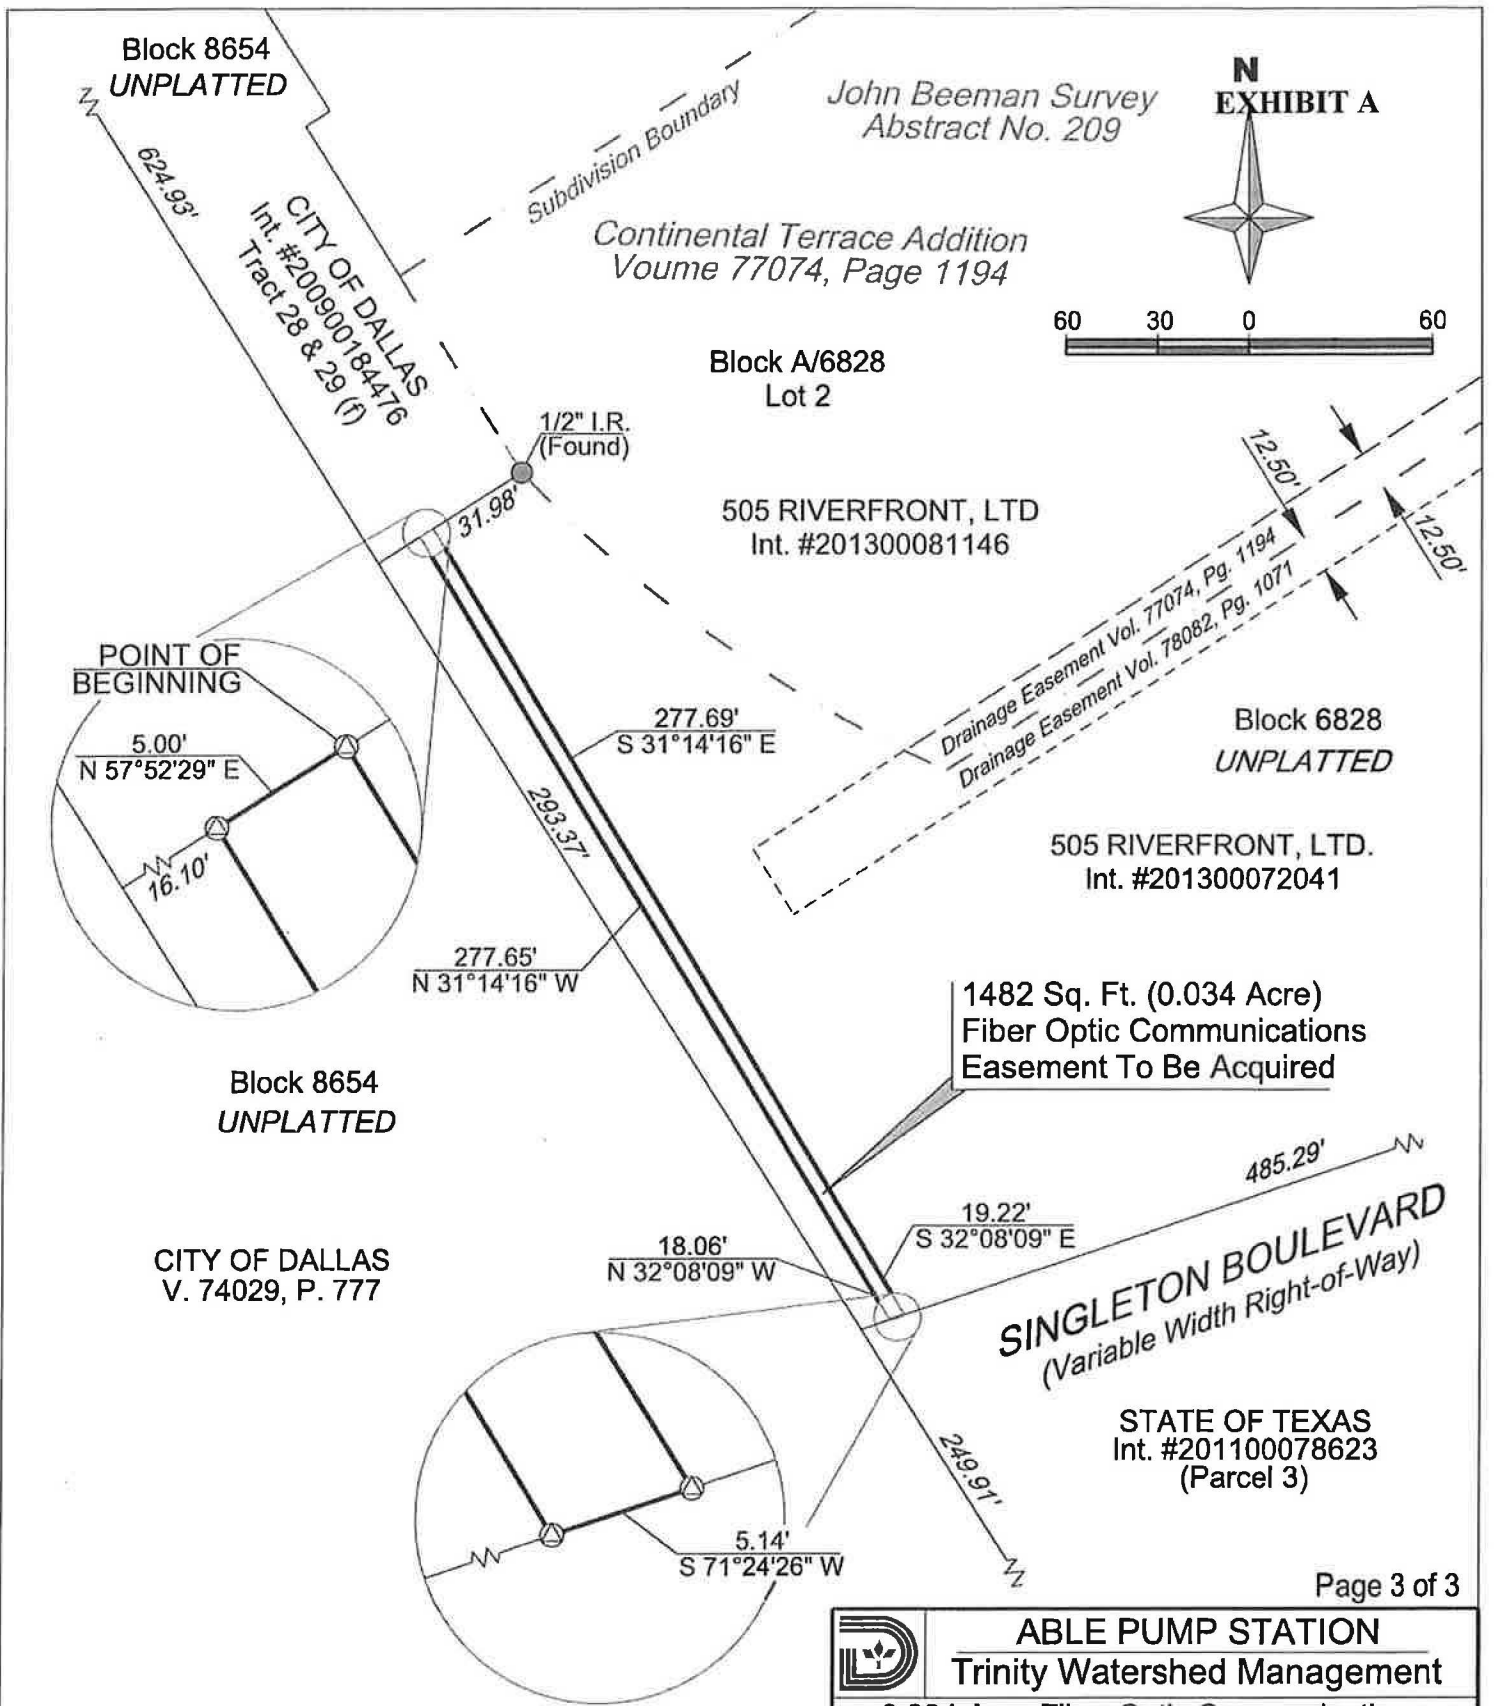 Block 8654
UNPLATTED
John Beeman Survey
Abstract No. 209
N
EXHIBIT A
Subdivision Boundary
624.93'
CITY OF DALLAS
Int. #200900184476
Tract 28 & 29 (f)
Continental Terrace Addition
Voume 77074, Page 1194
60 30 0 60
Block A/6828
Lot 2
1/2" I.R.
(Found)
31.98'
505 RIVERFRONT, LTD
Int. #201300081146
12.50'
12.50'
Drainage Easement Vol. 77074, Pg. 1194
Drainage Easement Vol. 78082, Pg. 1071
POINT OF
BEGINNING
5.00'
N 57°52'29" E
16.10'
277.69'
S 31°14'16" E
293.37'
Block 6828
UNPLATTED
505 RIVERFRONT, LTD.
Int. #201300072041
277.65'
N 31°14'16" W
1482 Sq. Ft. (0.034 Acre)
Fiber Optic Communications
Easement To Be Acquired
Block 8654
UNPLATTED
485.29'
19.22'
S 32°08'09" E
18.06'
N 32°08'09" W
CITY OF DALLAS
V. 74029, P. 777
SINGLETON BOULEVARD
(Variable Width Right-of-Way)
STATE OF TEXAS
Int. #201100078623
(Parcel 3)
249.91'
5.14'
S 71°24'26" W
Page 3 of 3
ABLE PUMP STATION
Trinity Watershed Management